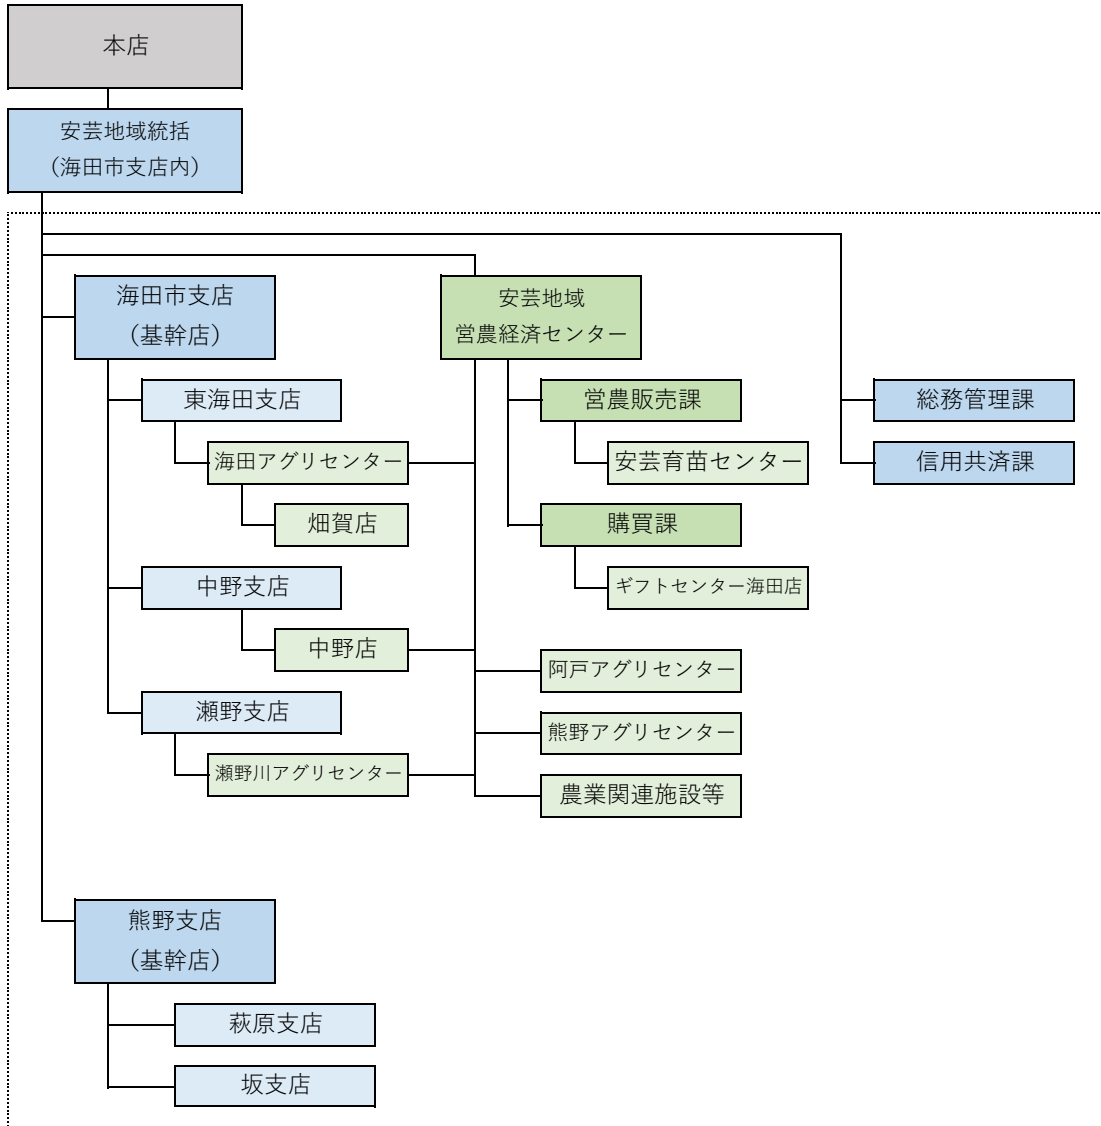 本店
安芸地域統括
（海田市支店内）
海田市支店
（基幹店）
安芸地域
営農経済センター
東海田支店
営農販売課
総務管理課
海田アグリセンター
安芸育苗センター
信用共済課
畑賀店
購買課
中野支店
ギフトセンター海田店
中野店
阿戸アグリセンター
瀬野支店
熊野アグリセンター
瀬野川アグリセンター
農業関連施設等
熊野支店
（基幹店）
萩原支店
坂支店